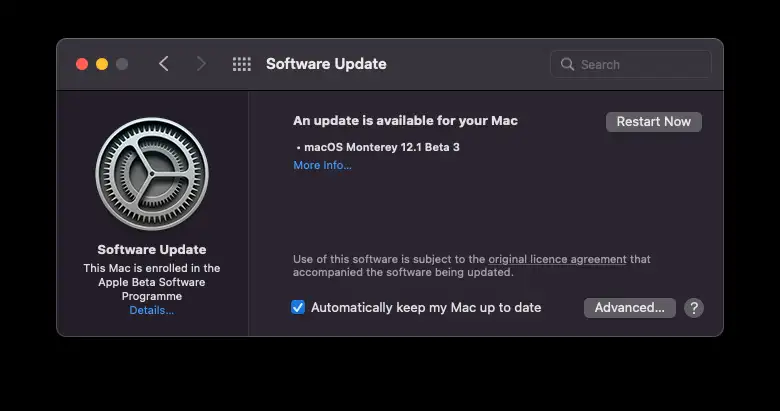 Software Update
Search
An update is available for your Mac
Restart Now
• macOS Monterey 12.1 Beta 3
More info...
Software Update
This Mac is enrolled in the
Apple Beta Software
Programme
Details...
Use of this software is subject to the original licence agreement that
accompanied the software being updated.
Automatically keep my Mac up to date
Advanced...
?